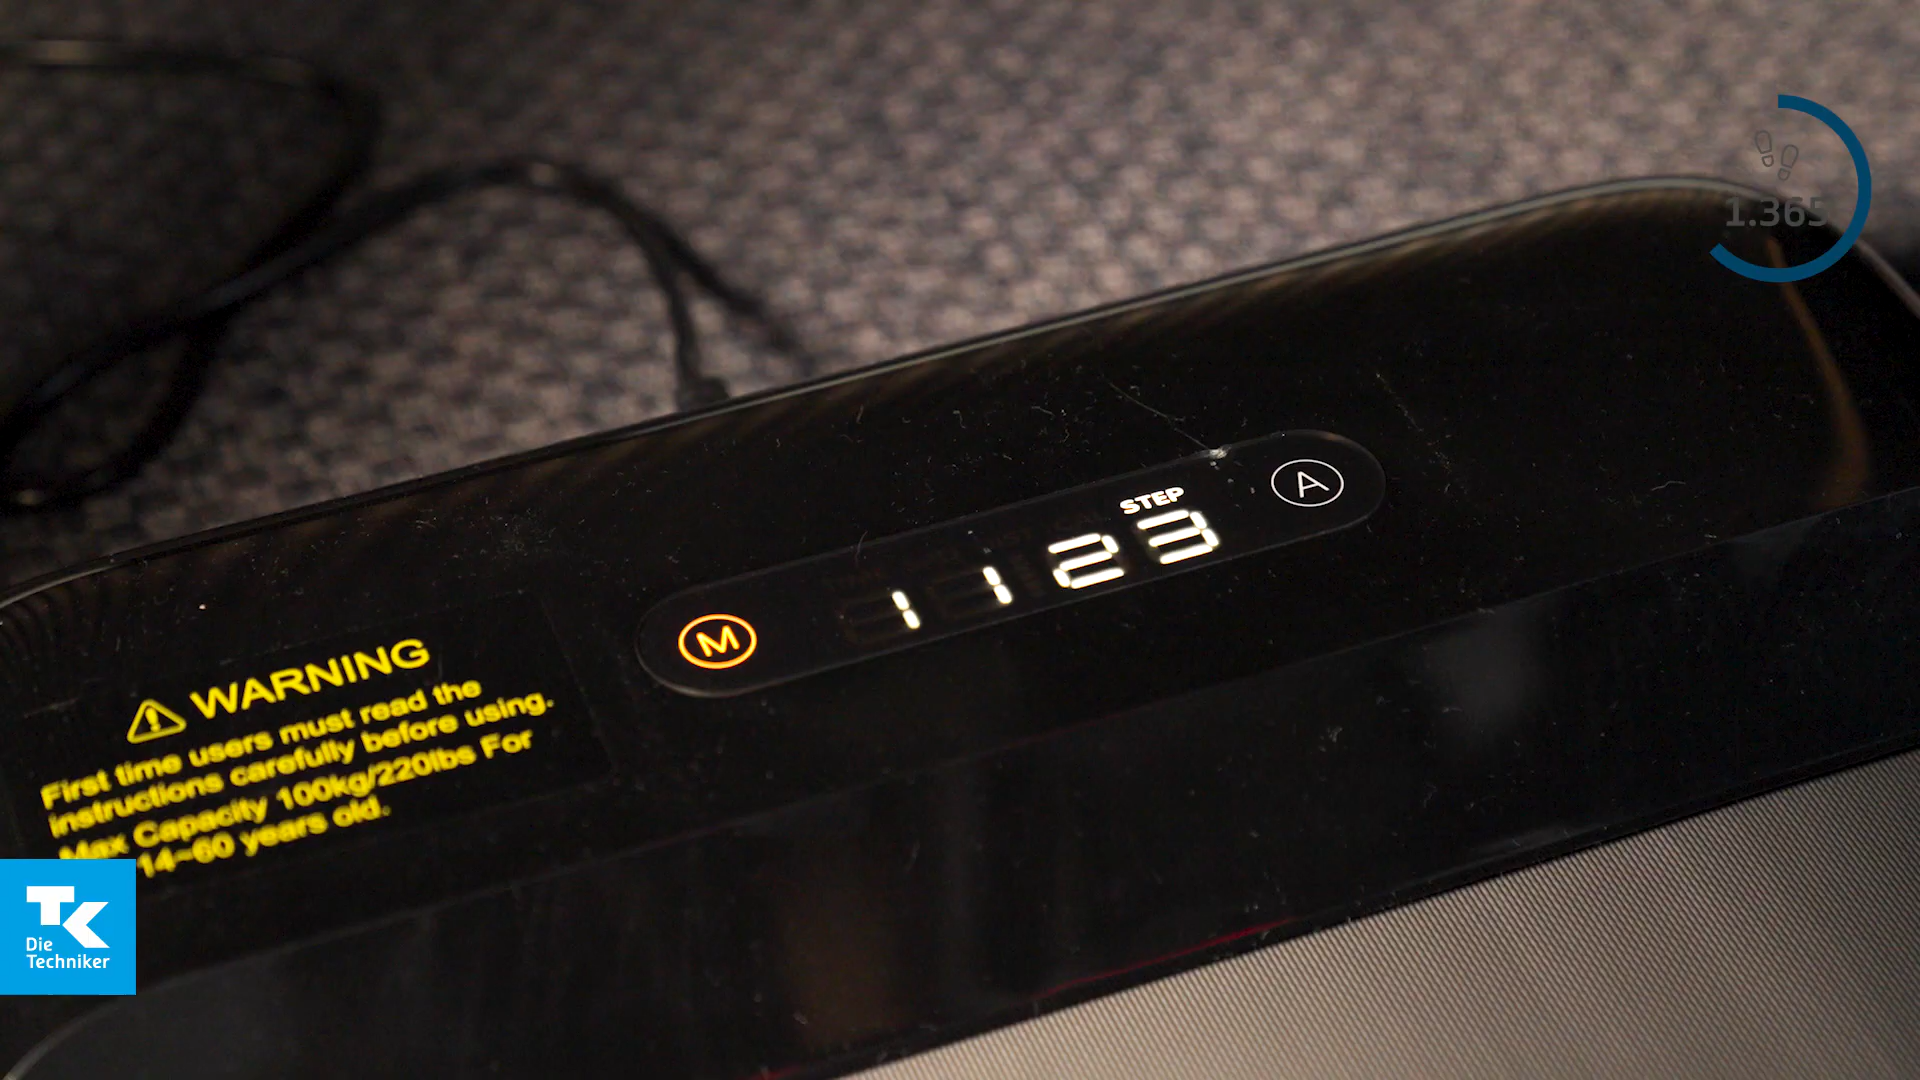 1.365
STEP
A
1123
M
WARNING
First time users must read the
instructions carefully before using.
Max Capacity 100kg/220lbs For
14~60 years old.
TK
Die
Techniker